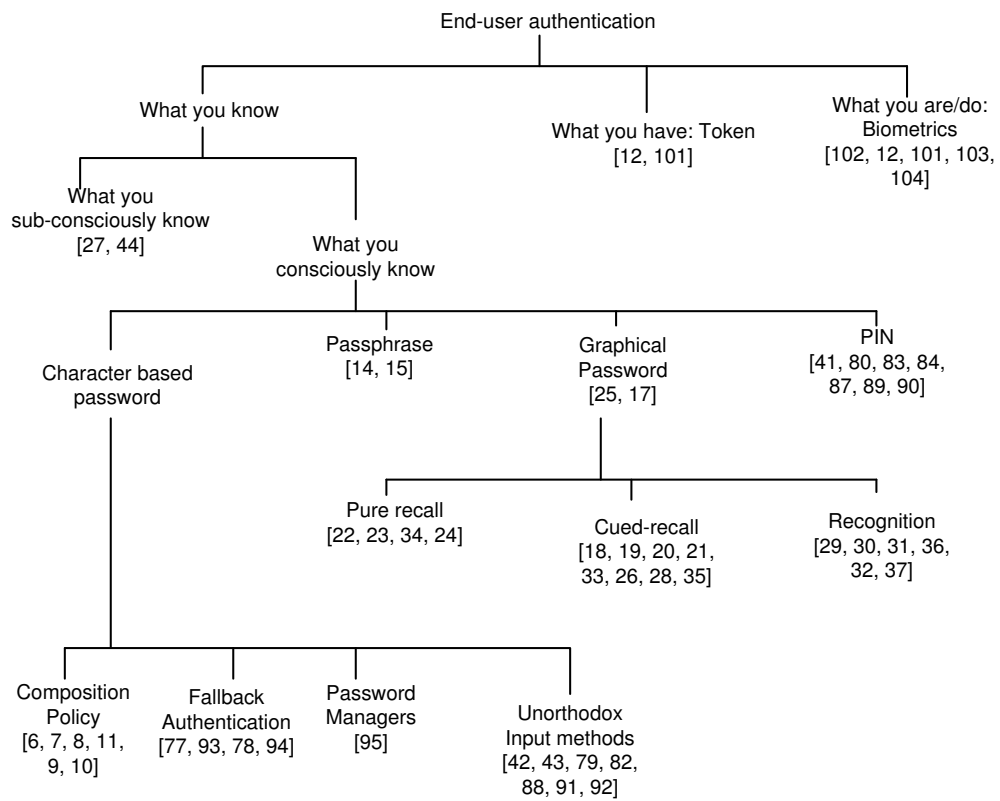 End-user authentication
What you know
What you have: Token
[12, 101]
What you are/do:
Biometrics
[102, 12, 101, 103,
104]
What you
sub-consciously know
[27, 44]
What you
consciously know
Character based
password
Passphrase
[14, 15]
Graphical
Password
[25, 17]
PIN
[41, 80, 83, 84,
87, 89, 90]
Pure recall
[22, 23, 34, 24]
Cued-recall
[18, 19, 20, 21,
33, 26, 28, 35]
Recognition
[29, 30, 31, 36,
32, 37]
Composition
Policy
[6, 7, 8, 11,
9, 10]
Fallback
Authentication
[77, 93, 78, 94]
Password
Managers
[95]
Unorthodox
Input methods
[42, 43, 79, 82,
88, 91, 92]